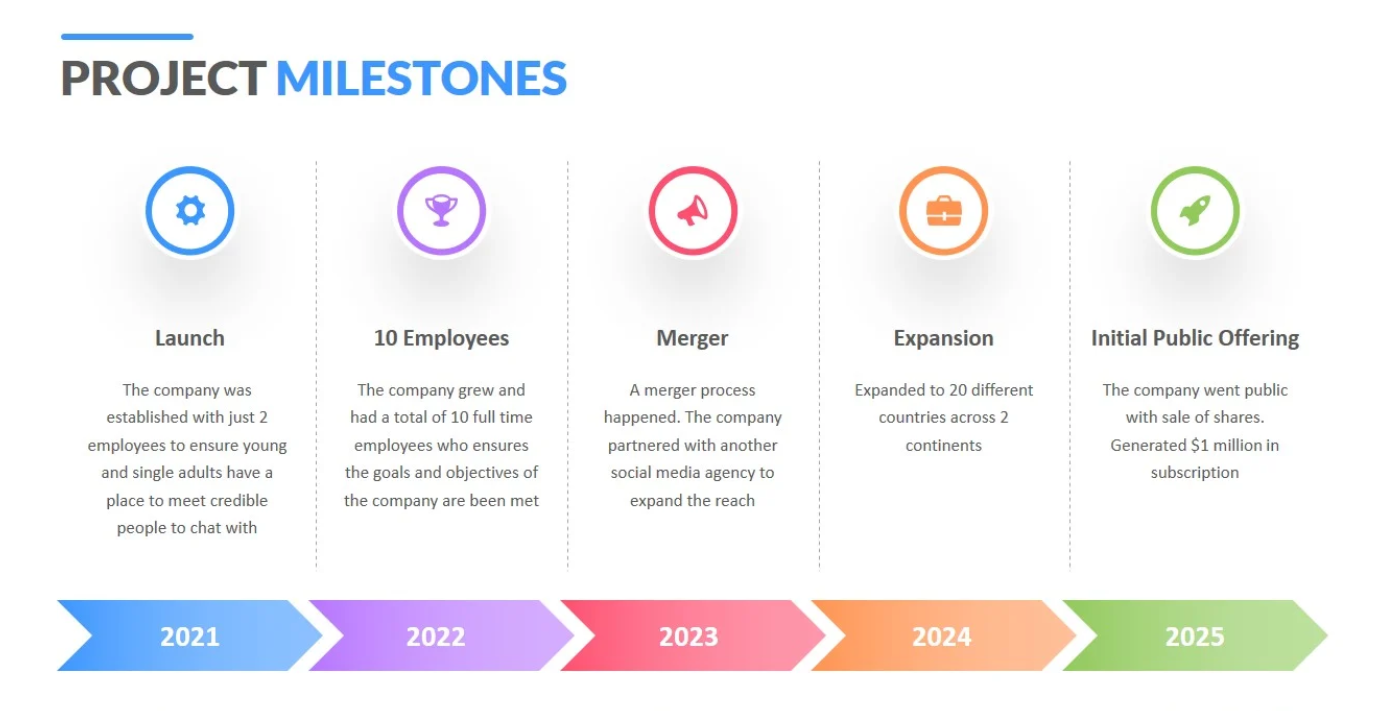 PROJECT MILESTONES
Launch
The company was
established with just 2
employees to ensure young
and single adults have a
place to meet credible
people to chat with
10 Employees
The company grew and
had a total of 10 full time
employees who ensures
the goals and objectives of
the company are been met
Merger
A merger process
happened. The company
partnered with another
social media agency to
expand the reach
Expansion
Expanded to 20 different
countries across 2
continents
Initial Public Offering
The company went public
with sale of shares.
Generated $1 million in
subscription
2021
2022
2023
2024
2025